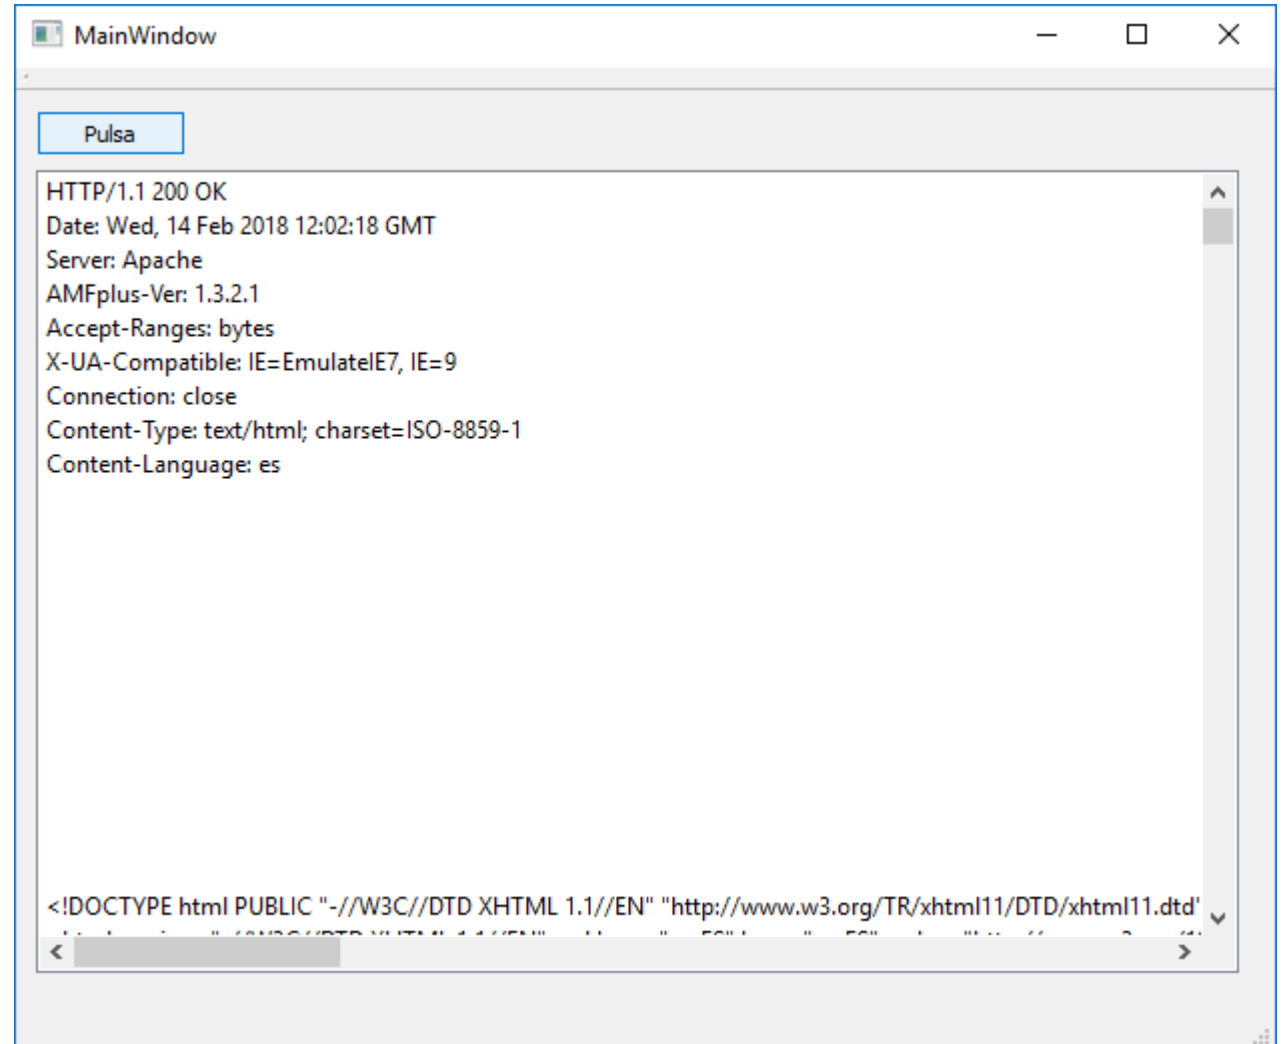 MainWindow
Pulsa
HTTP/1.1 200 OK
Date: Wed, 14 Feb 2018 12:02:18 GMT
Server: Apache
AMFplus-Ver: 1.3.2.1
Accept-Ranges: bytes
X-UA-Compatible: IE=EmulateIE7, IE=9
Connection: close
Content-Type: text/html; charset=ISO-8859-1
Content-Language: es
<!DOCTYPE html PUBLIC "-//W3C//DTD XHTML 1.1//EN" "http://www.w3.org/TR/xhtml11/DTD/xhtml11.dtd"